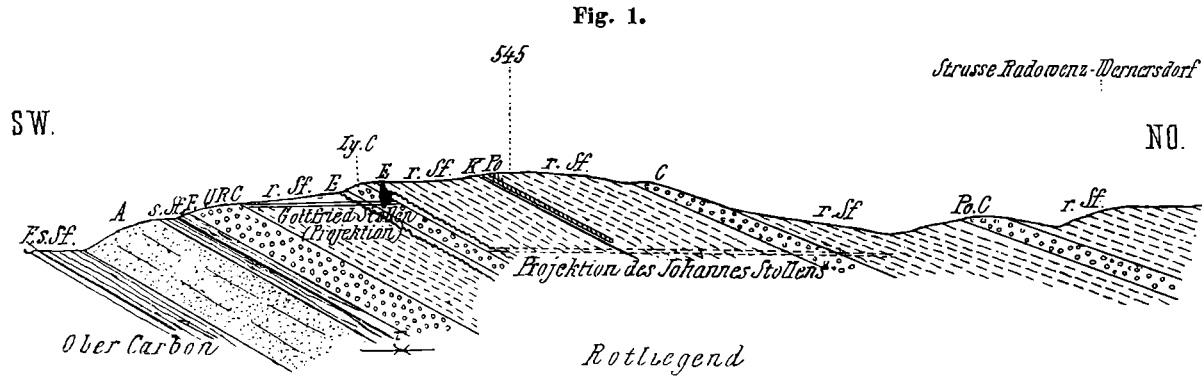 Fig. 1.
545
Strasse Radowenz-Wernersdorf
SW.
NO.
Ly.C
A s.Sf.F. URC r. Sf. E E r. Sf. K Po r. Sf. C r. Sf Po.C r. Sf.
F.s.Sf.
Gottfried Stollen
(Projektion)
Projektion des Johannes Stollens
Ober Carbon
Rotliegend